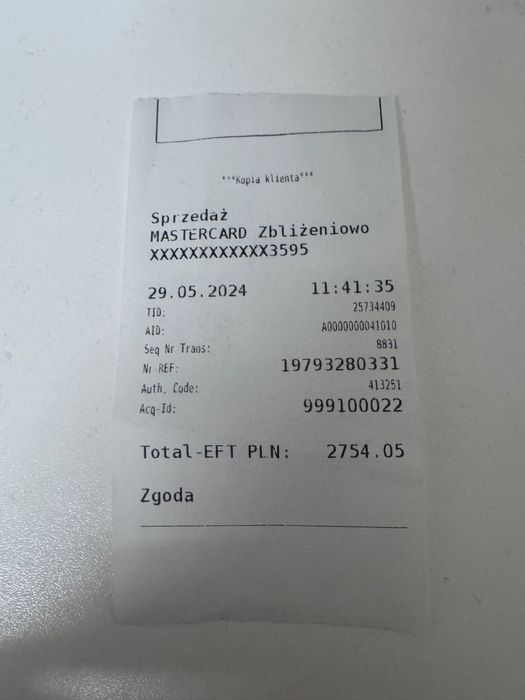 ***Kopia klienta***
Sprzedaż
MASTERCARD Zbliżeniowo
XXXXXXXXXXXX3595
29.05.2024 11:41:35
TID: 25734409
AID: A0000000041010
Seq Nr Trans: 8831
Nr-REF: 19793280331
Auth. Code: 413251
Acq-Id: 999100022
Total-EFT PLN: 2754.05
Zgoda